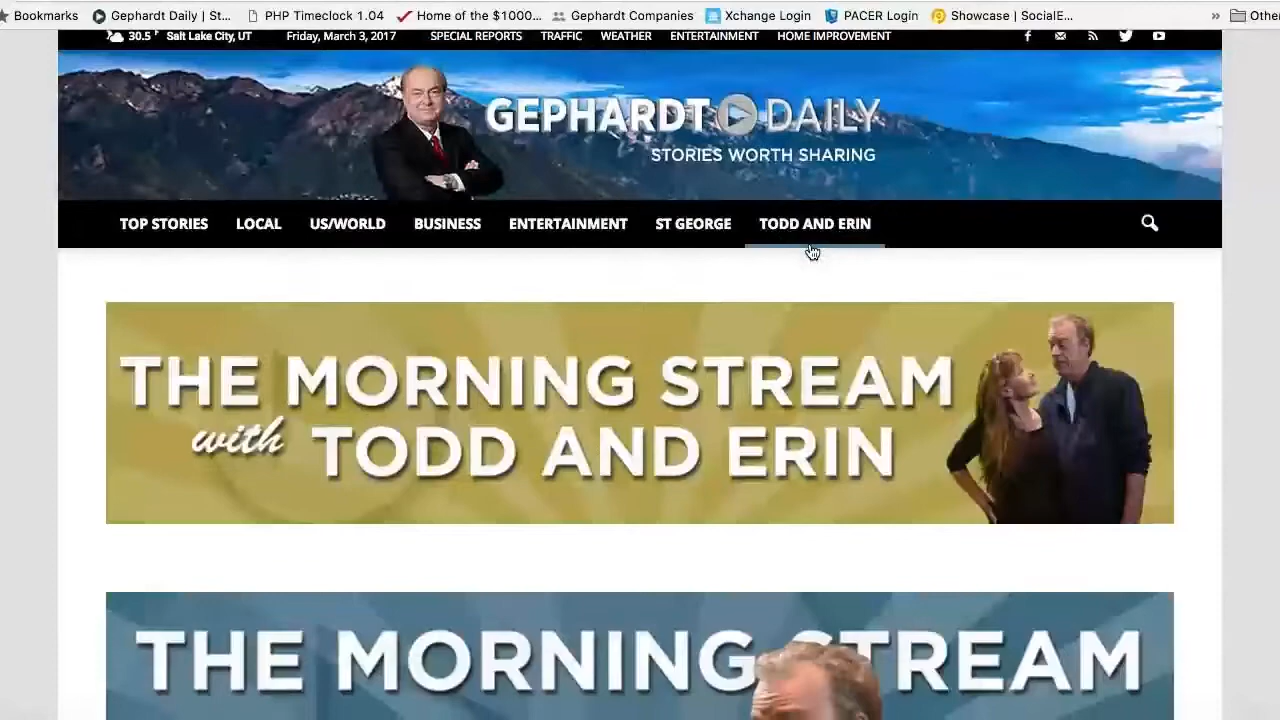 Bookmarks Gephardt Daily | St... PHP Timeclock 1.04 Home of the $1000... Gephardt Companies Xchange Login PACER Login Showcase | SocialE... » Othe
30.5 F Salt Lake City, UT Friday, March 3, 2017 SPECIAL REPORTS TRAFFIC WEATHER ENTERTAINMENT HOME IMPROVEMENT
GEPHARDT DAILY
STORIES WORTH SHARING
TOP STORIES LOCAL US/WORLD BUSINESS ENTERTAINMENT ST GEORGE TODD AND ERIN
THE MORNING STREAM
with TODD AND ERIN
THE MORNING STREAM